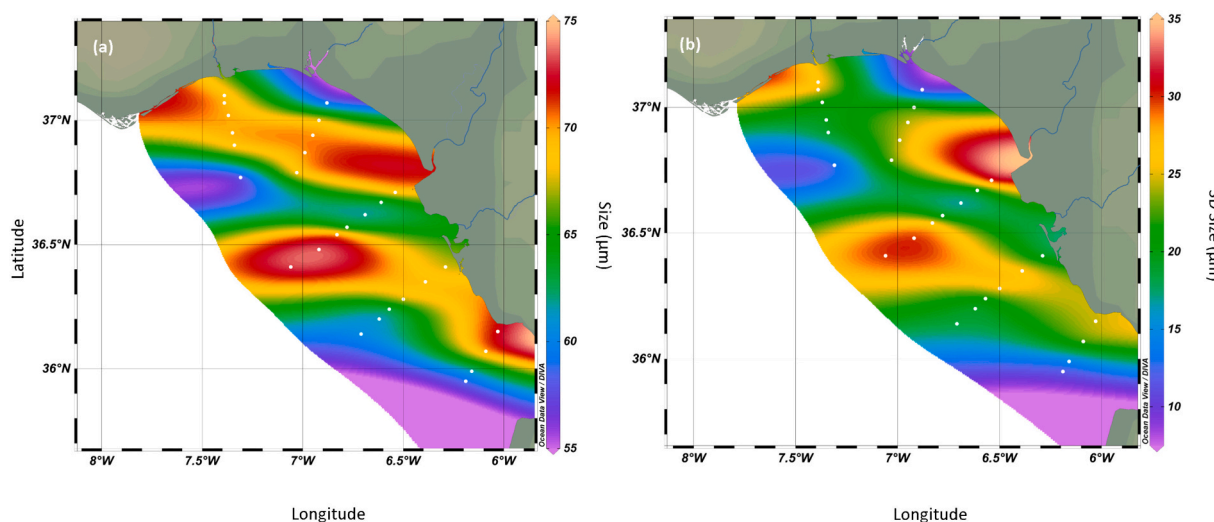 (a)
37°N
36.5°N
36°N
8°W 7.5°W 7°W 6.5°W 6°W
Latitude
Longitude
Ocean Data View / DIVA
75
70
65
60
55
Size (µm)
(b)
37°N
36.5°N
36°N
8°W 7.5°W 7°W 6.5°W 6°W
Longitude
Ocean Data View / DIVA
35
30
25
20
15
10
Size (µm)